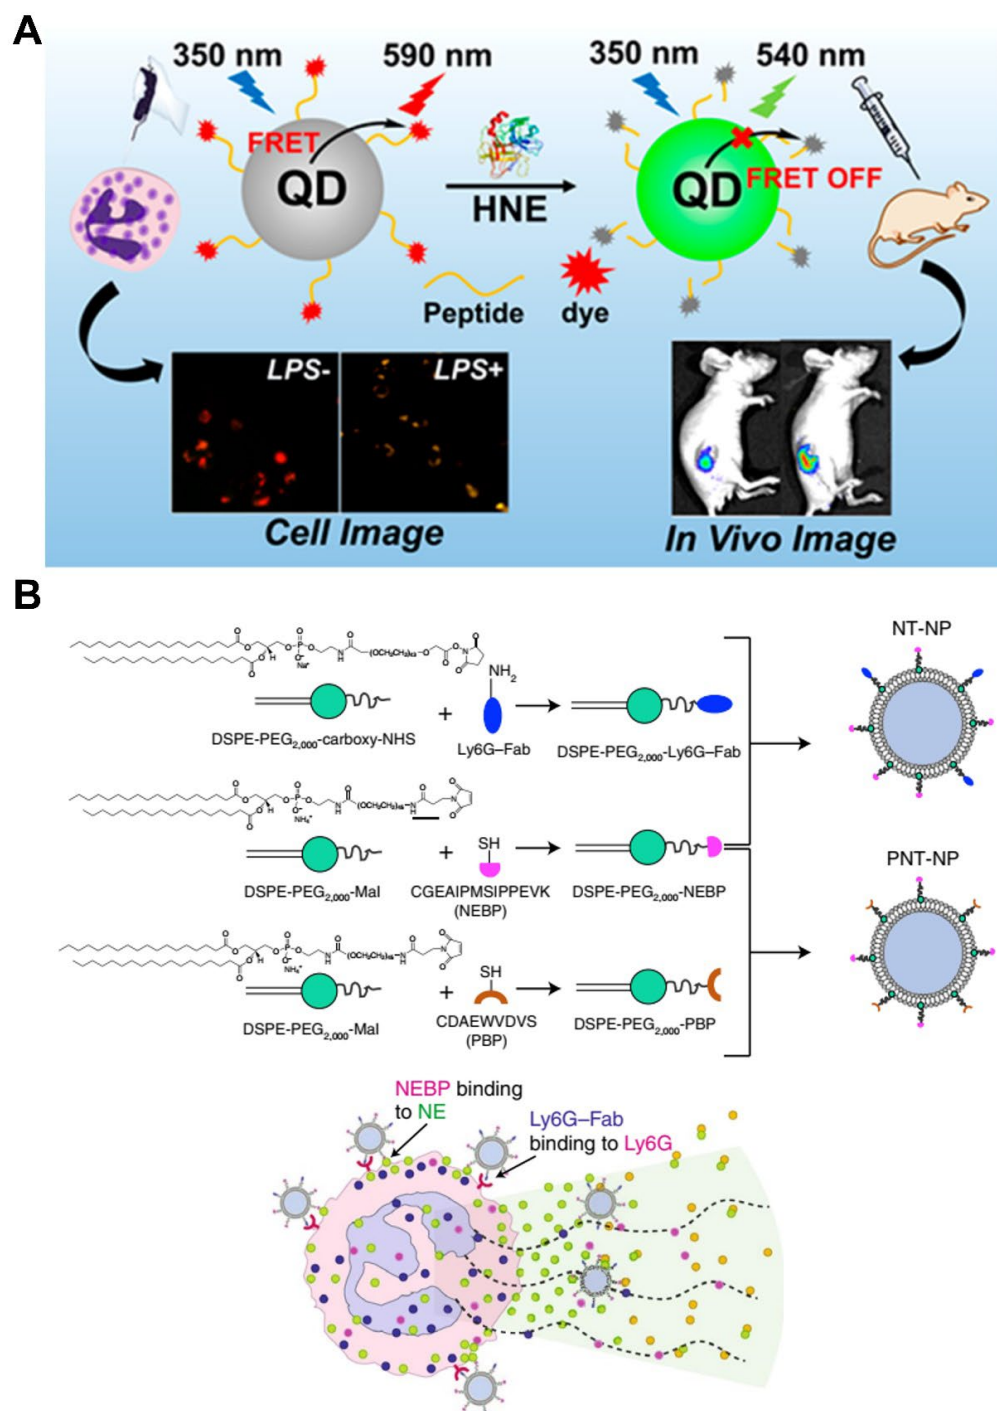 A
350 nm
590 nm
FRET
QD
HNE
350 nm
540 nm
QD
FRET OFF
Peptide
dye
LPS-
LPS+
Cell Image
In Vivo Image
B
NH₂
DSPE-PEG2,000-carboxy-NHS
+
Ly6G–Fab
DSPE-PEG2,000-Ly6G–Fab
NT-NP
SH
+
DSPE-PEG2,000-Mal
CGEAIPMSIPPEVK
(NEBP)
DSPE-PEG2,000-NEBP
PNT-NP
SH
+
DSPE-PEG2,000-Mal
CDAEWVDVS
(PBP)
DSPE-PEG2,000-PBP
NEBP binding
to NE
Ly6G–Fab
binding to Ly6G